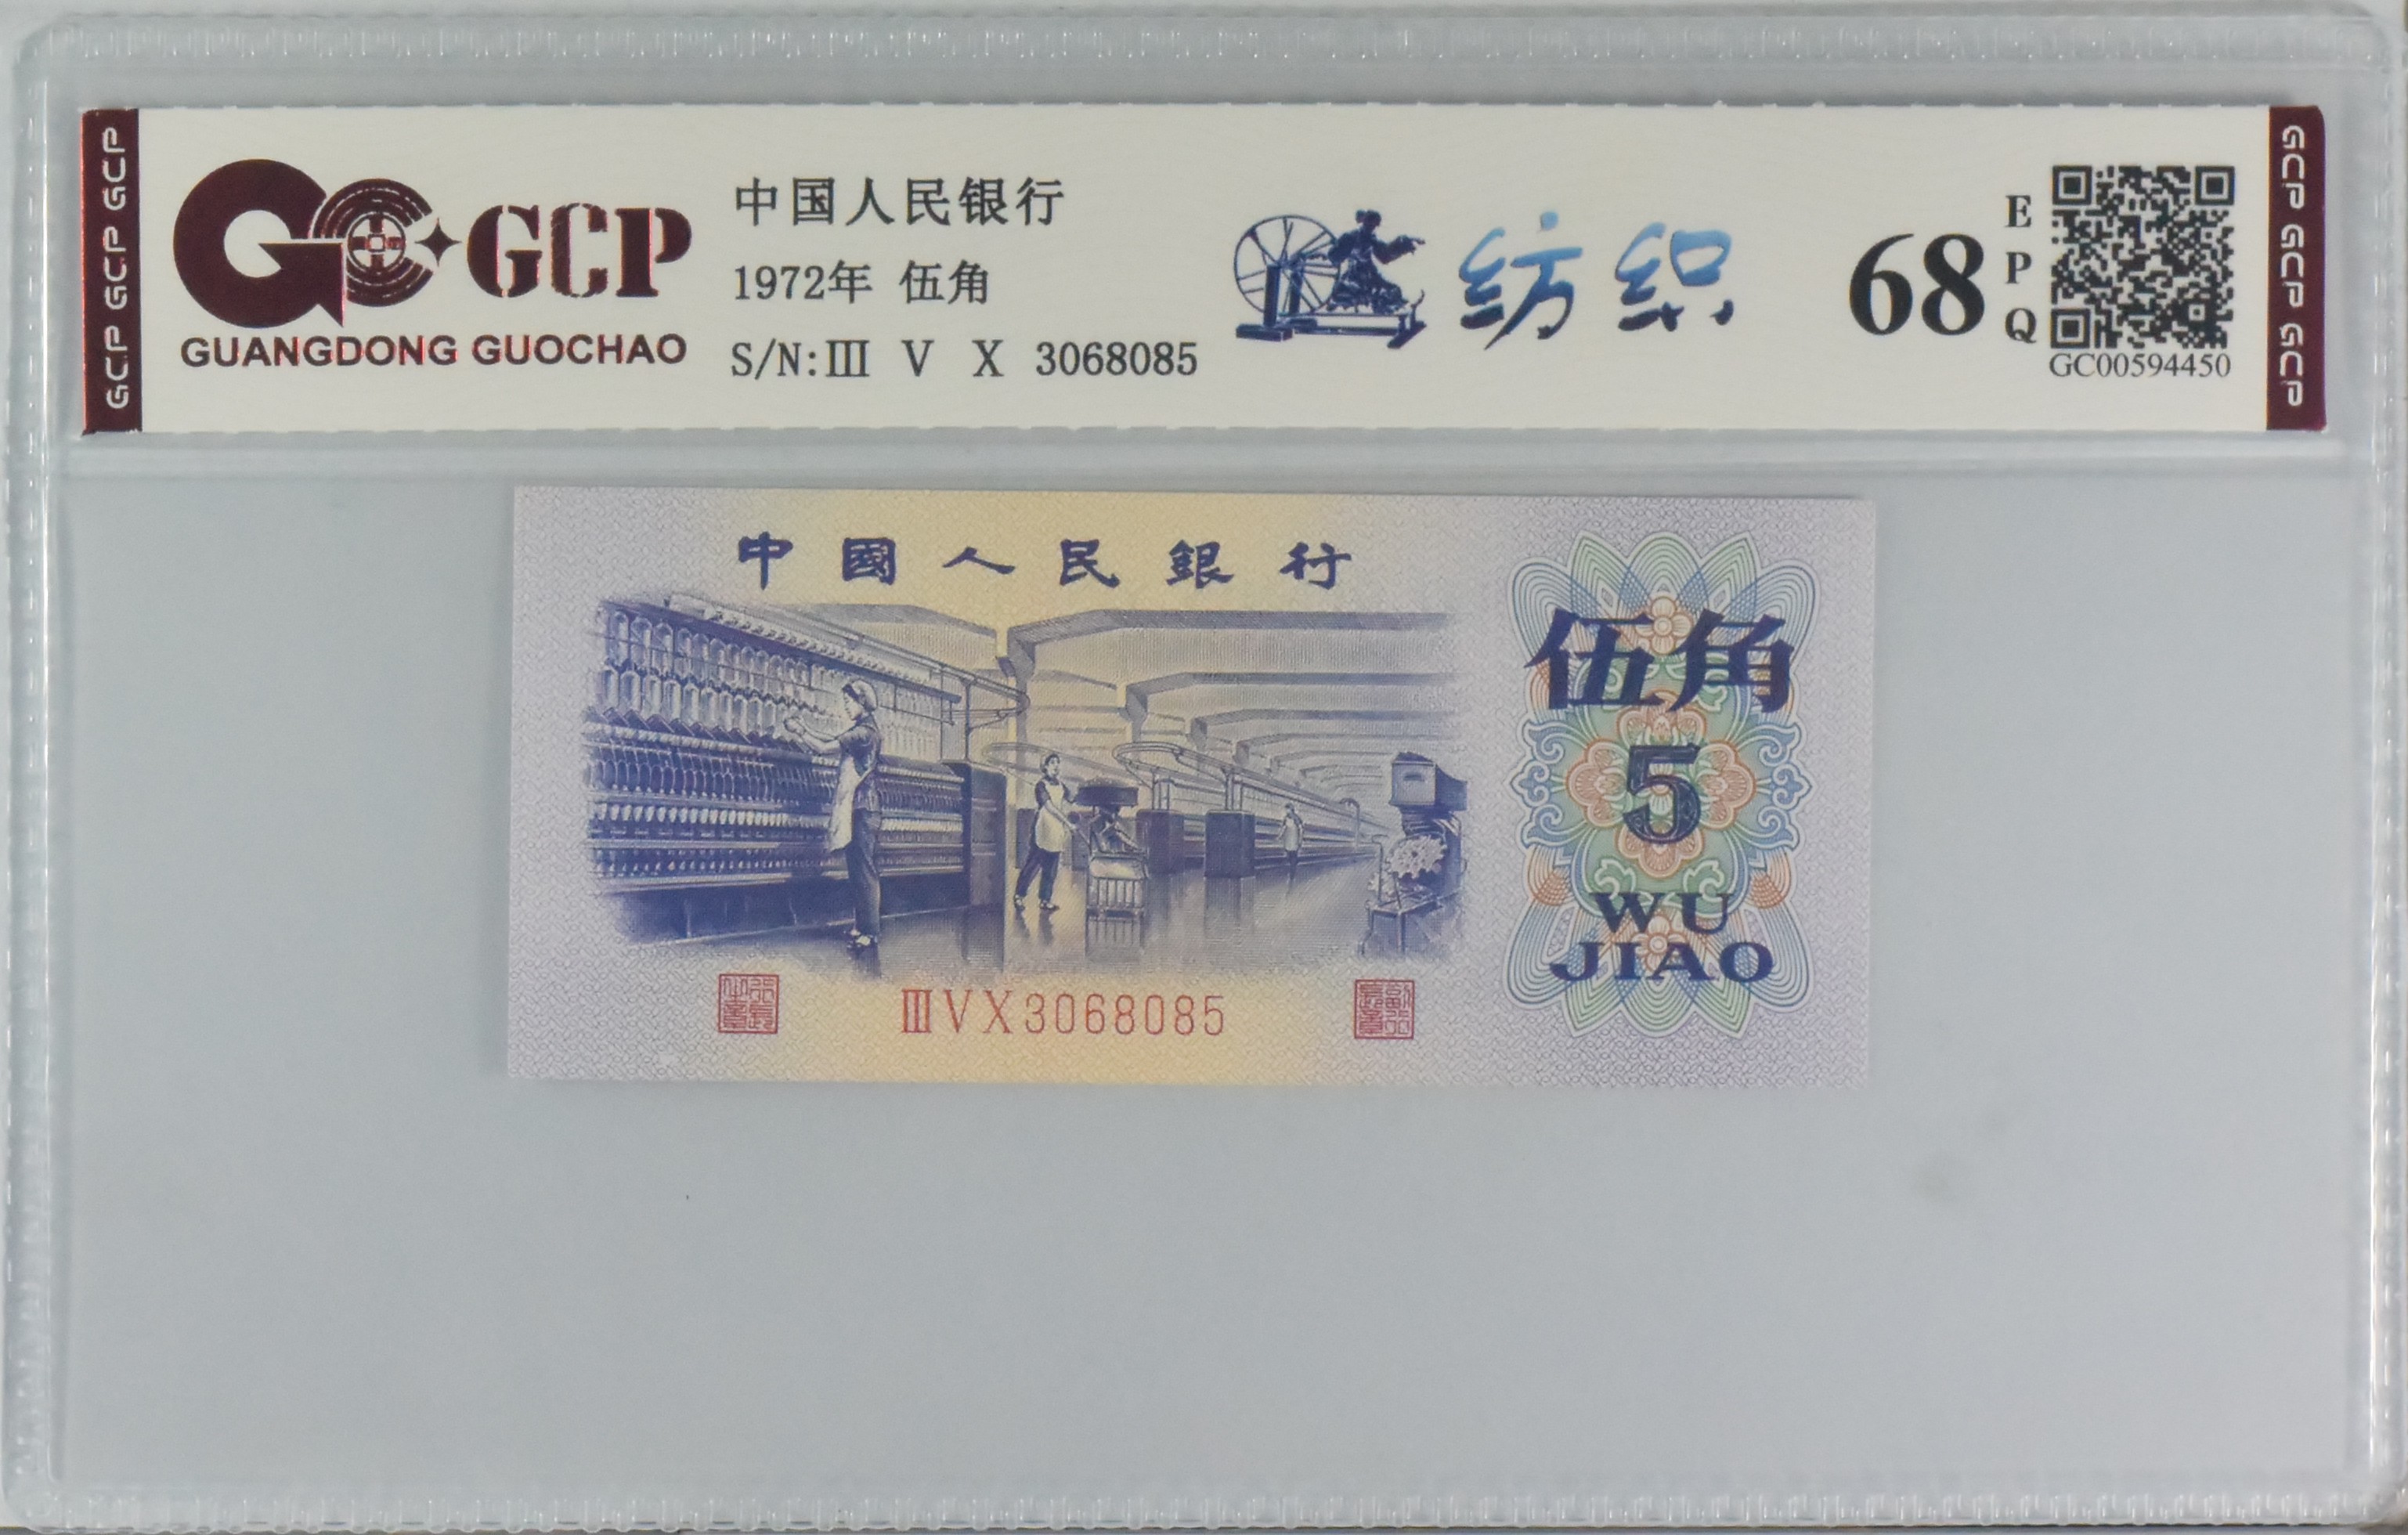 GCP GCP GCP
GCP
GUANGDONG GUOCHAO
中国人民银行
1972年 伍角
S/N:Ⅲ V X 3068085
纺织
68
EPQ
GC00594450
GCP GCP GCP
中國人民銀行
伍角
5
WU
JIAO
ⅢVX3068085